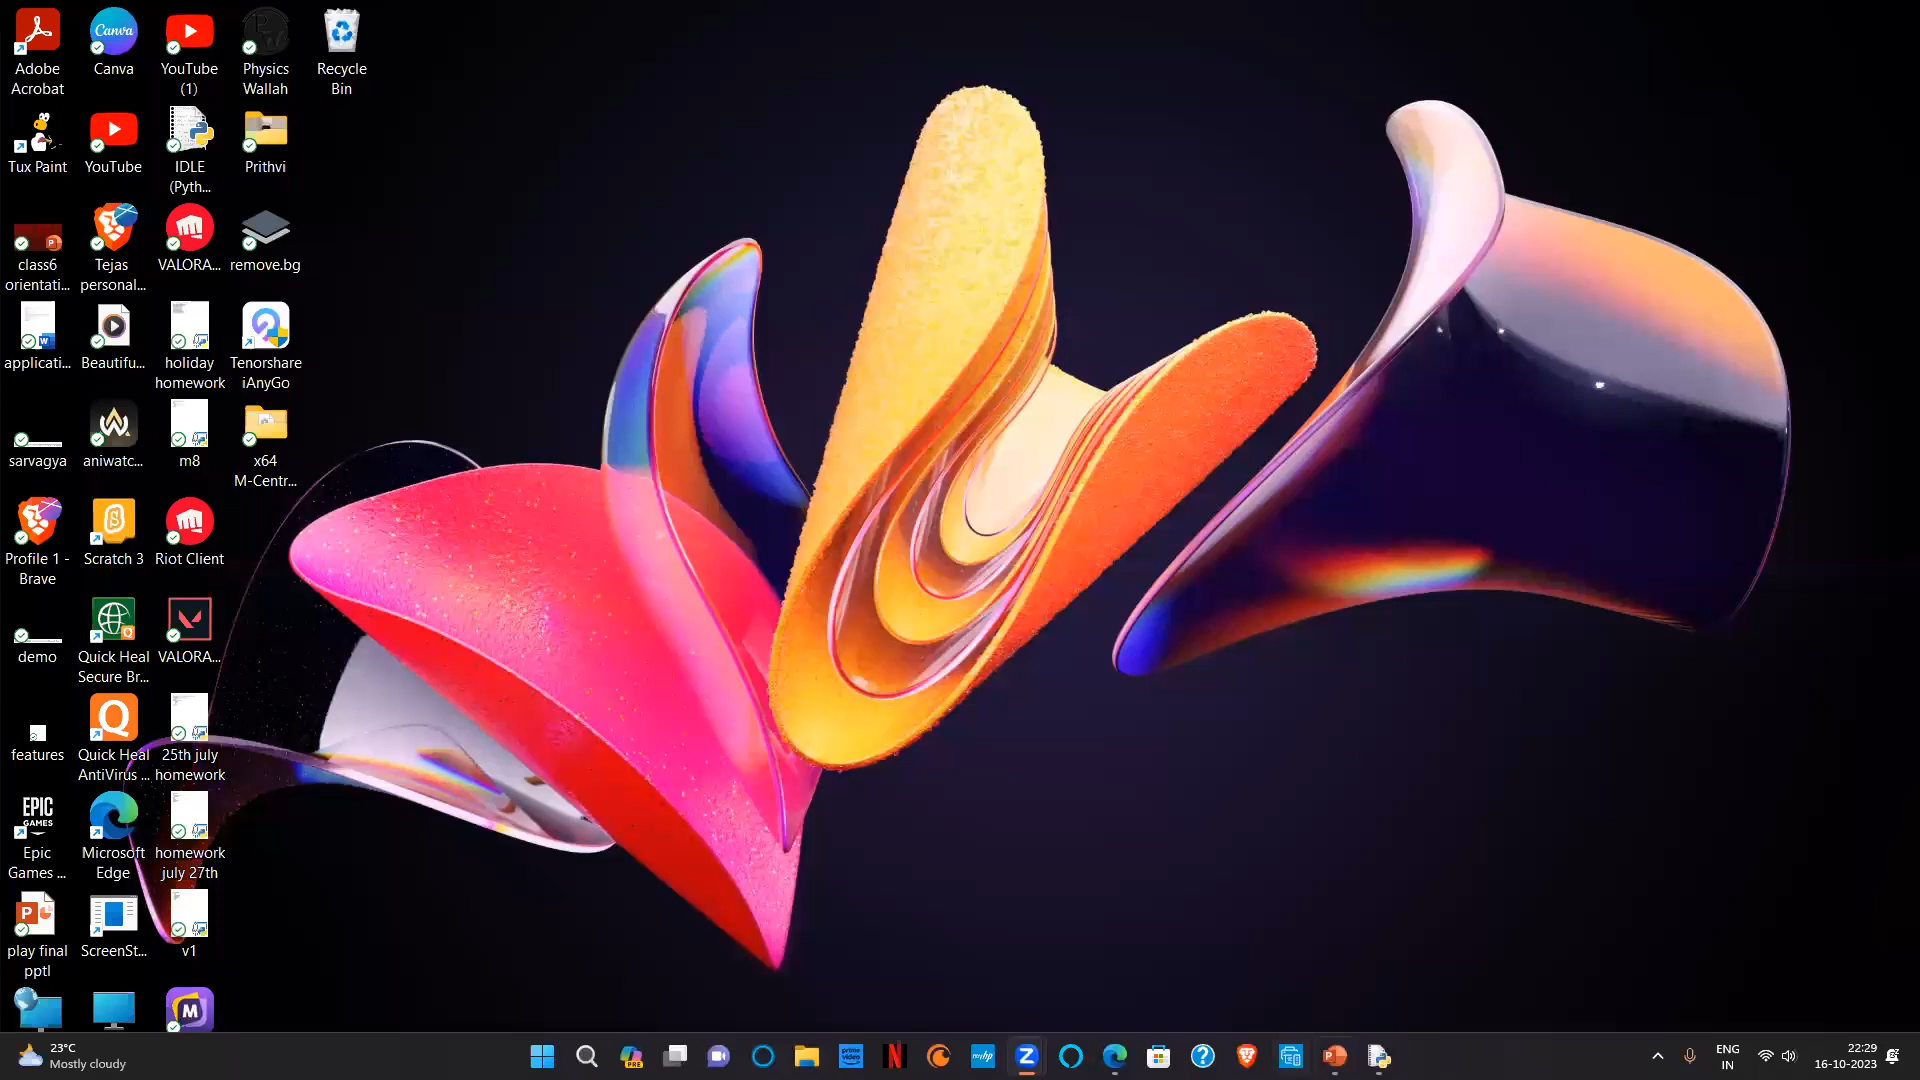 Adobe
Acrobat
Canva
YouTube
(1)
Physics
Wallah
Recycle
Bin
Tux Paint
YouTube
IDLE
(Pyth...
Prithvi
class6
orientati...
Tejas
personal...
VALORA...
remove.bg
applicati...
Beautifu...
holiday
homework
Tenorshare
iAnyGo
sarvagya
aniwatc...
m8
x64
M-Centr...
Profile 1 -
Brave
Scratch 3
Riot Client
demo
Quick Heal
Secure Br...
VALORA...
features
Quick Heal
AntiVirus ...
25th july
homework
EPIC
GAMES
Epic
Games ...
Microsoft
Edge
homework
july 27th
play final
pptl
ScreenSt...
v1
23°C
Mostly cloudy
PRE
prime
video
ENG
IN
22:29
16-10-2023